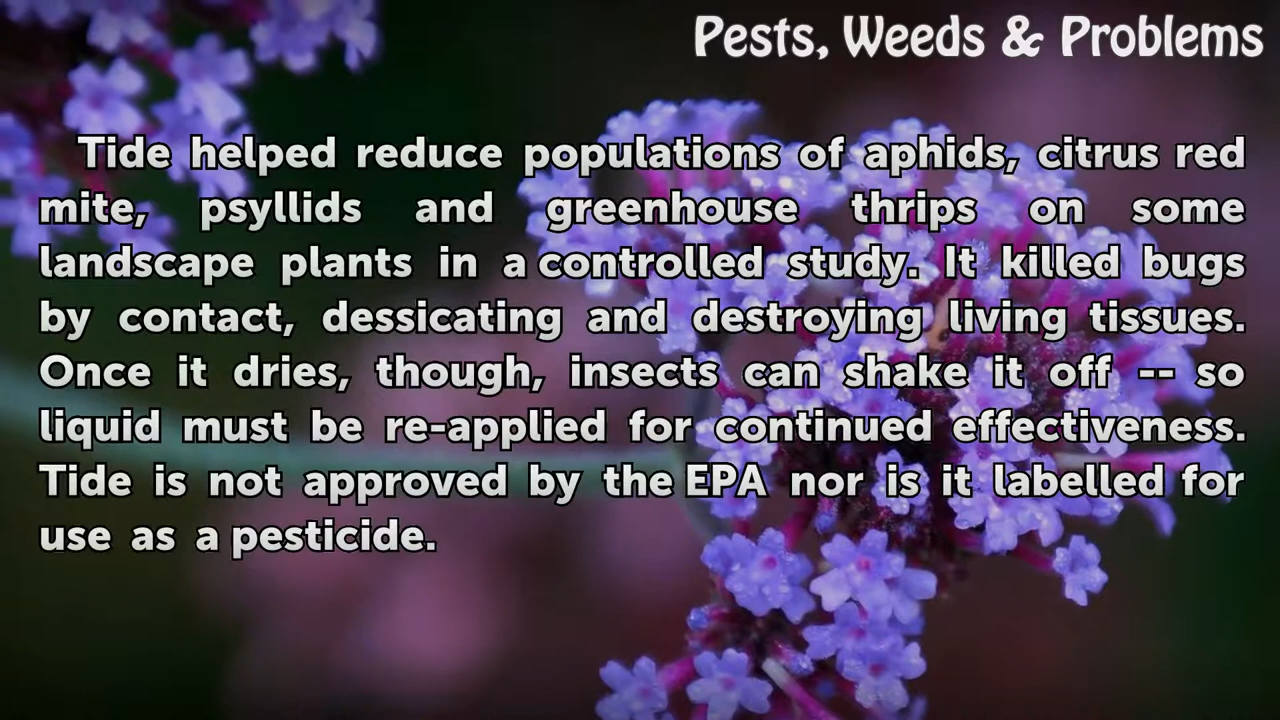 Pests, Weeds & Problems
Tide helped reduce populations of aphids, citrus red
mite, psyllids and greenhouse thrips on some
landscape plants in a controlled study. It killed bugs
by contact, dessicating and destroying living tissues.
Once it dries, though, insects can shake it off -- so
liquid must be re-applied for continued effectiveness.
Tide is not approved by the EPA nor is it labelled for
use as a pesticide.